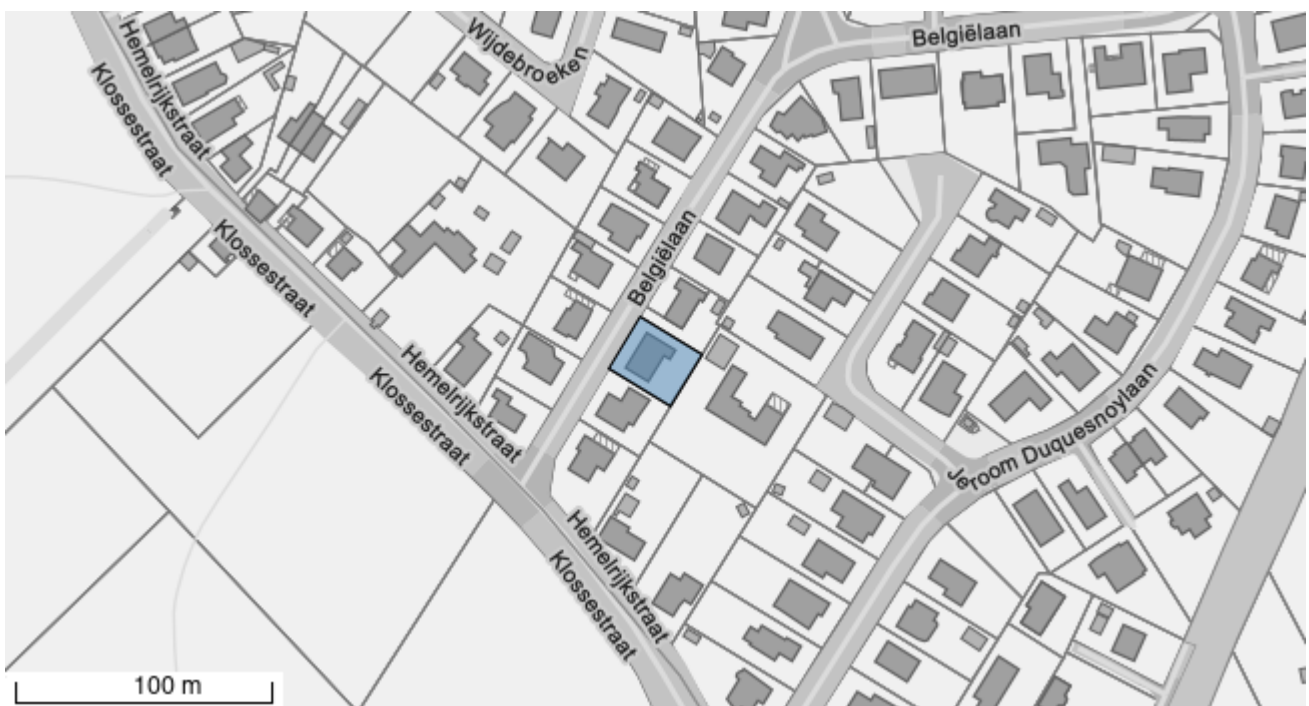 Hemelrijkstraat
Klossestraat
Wijdebroeken
Belgiëlaan
Klossestraat
Belgiëlaan
Hemelrijkstraat
Klossestraat
Jeroom Duquesnoylaan
Hemelrijkstraat
Klossestraat
100 m